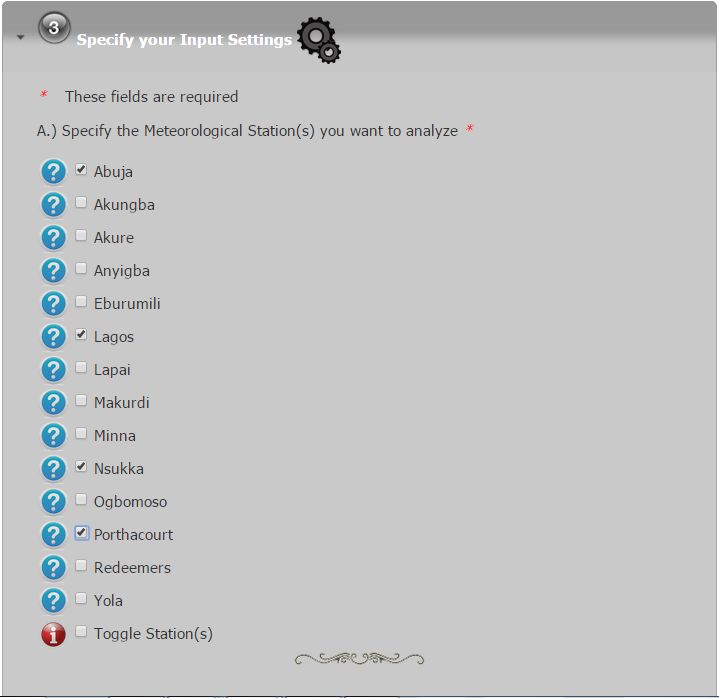 3 Specify your Input Settings
* These fields are required
A.) Specify the Meteorological Station(s) you want to analyze *
? Abuja
? Akungba
? Akure
? Anyigba
? Eburumili
? Lagos
? Lapai
? Makurdi
? Minna
? Nsukka
? Ogbomoso
? Porthacourt
? Redeemers
? Yola
i Toggle Station(s)